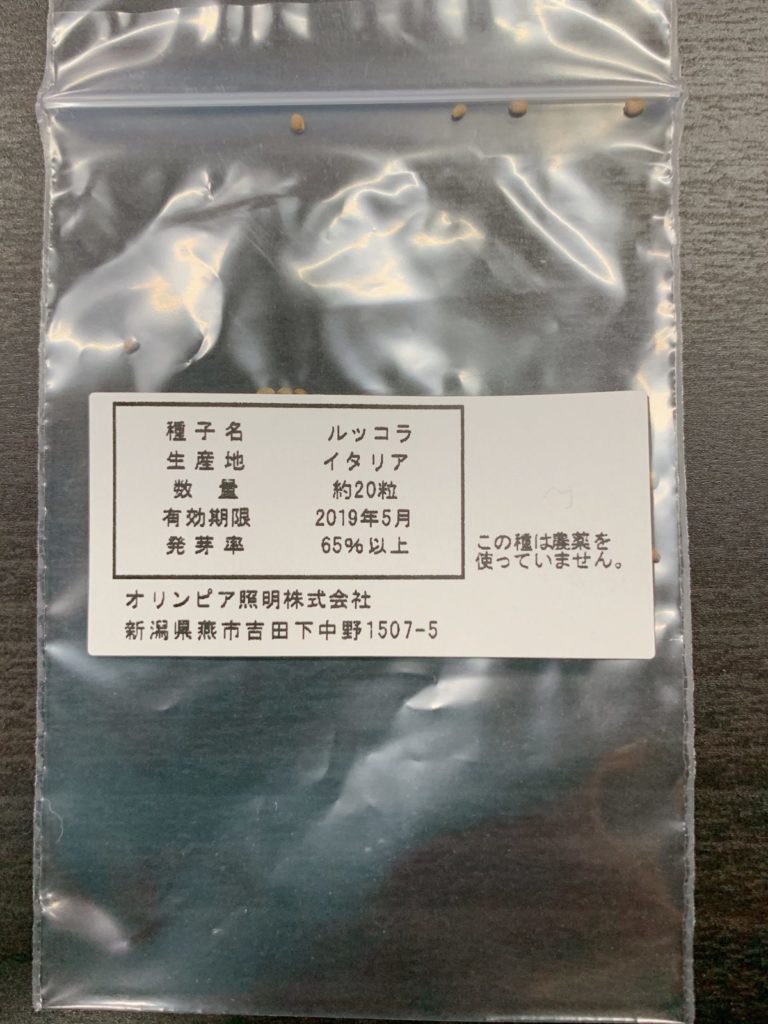 種子名 ルッコラ
生産地 イタリア
数量 約20粒
有効期限 2019年5月
発芽率 65%以上
この種は農薬を
使っていません。
オリンピア照明株式会社
新潟県燕市吉田下中野1507-5